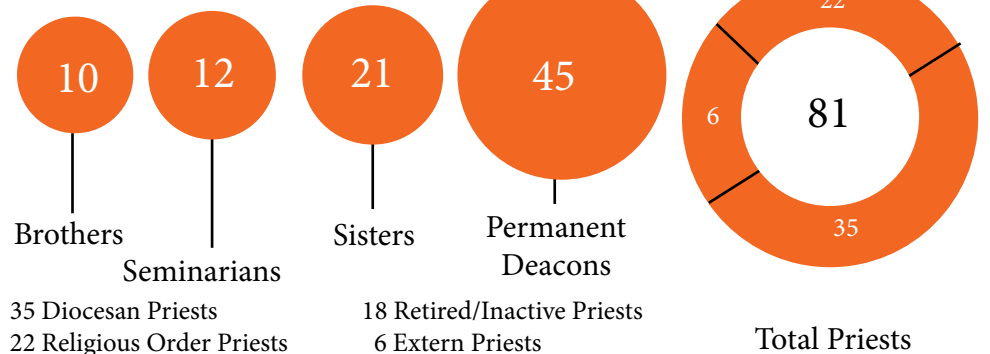 10
12
21
45
22
6
81
35
Brothers
Seminarians
Sisters
Permanent
Deacons
35 Diocesan Priests
22 Religious Order Priests
18 Retired/Inactive Priests
6 Extern Priests
Total Priests